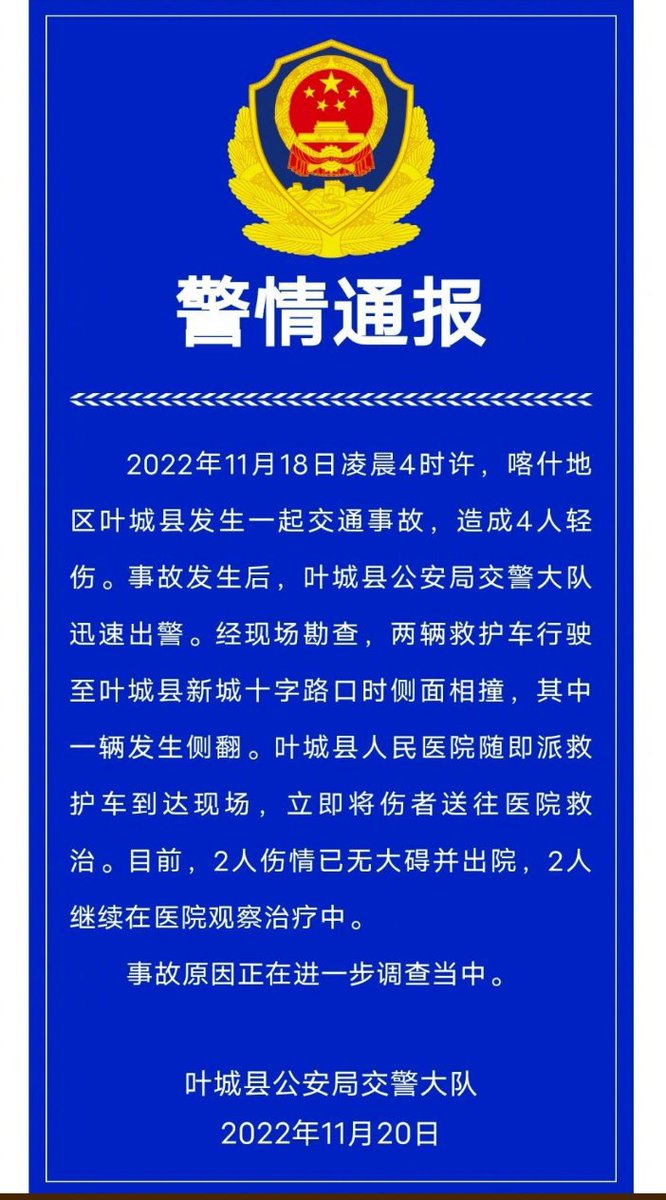 警情通报
2022年11月18日凌晨4时许，喀什地
区叶城县发生一起交通事故，造成4人轻
伤。事故发生后，叶城县公安局交警大队
迅速出警。经现场勘查，两辆救护车行驶
至叶城县新城十字路口时侧面相撞，其中
一辆发生侧翻。叶城县人民医院随即派救
护车到达现场，立即将伤者送往医院救
治。目前，2人伤情已无大碍并出院，2人
继续在医院观察治疗中。
事故原因正在进一步调查当中。
叶城县公安局交警大队
2022年11月20日